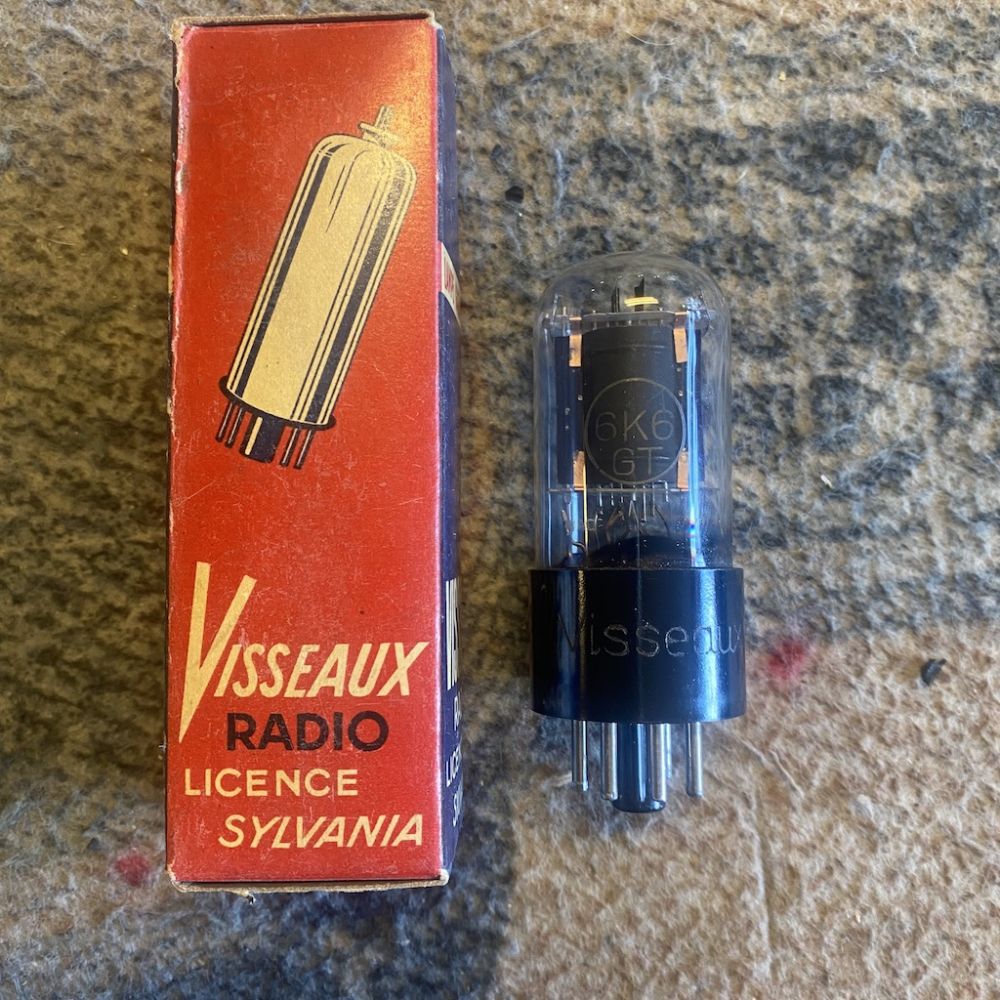 VISSEAUX
RADIO
LICENCE
SYLVANIA
6K6
GT
Visseaux